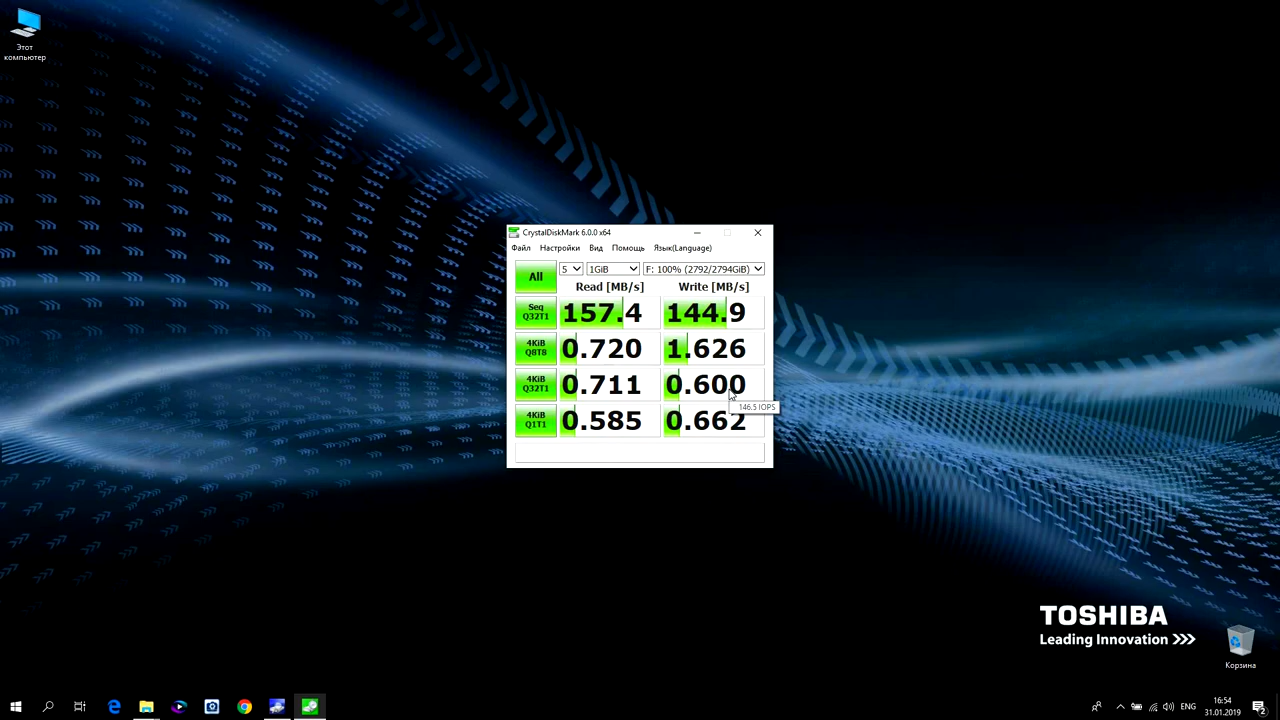 Этот
компьютер
CrystalDiskMark 6.0.0 x64
Файл Настройки Вид Помощь Язык(Language)
All 5 1GiB F: 100% (2792/2794GiB)
Read [MB/s] Write [MB/s]
Seq
Q32T1
157.4 144.9
4KiB
Q8T8
0.720 1.626
4KiB
Q32T1
0.711 0.600
146.5 IOPS
4KiB
Q1T1
0.585 0.662
TOSHIBA
Leading Innovation >>>
Корзина
ENG
16:54
31.01.2019
2